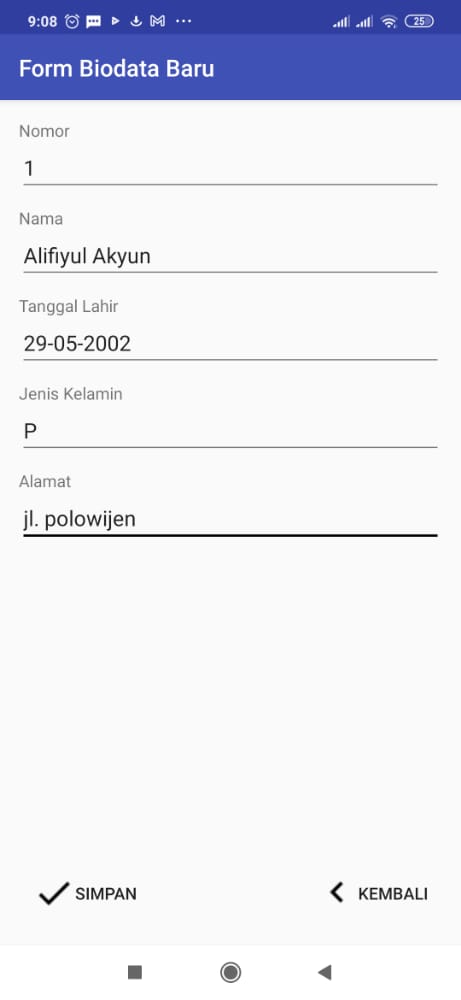 9:08
25
Form Biodata Baru
Nomor
1
Nama
Alifiyul Akyun
Tanggal Lahir
29-05-2002
Jenis Kelamin
P
Alamat
jl. polowijen
SIMPAN
KEMBALI